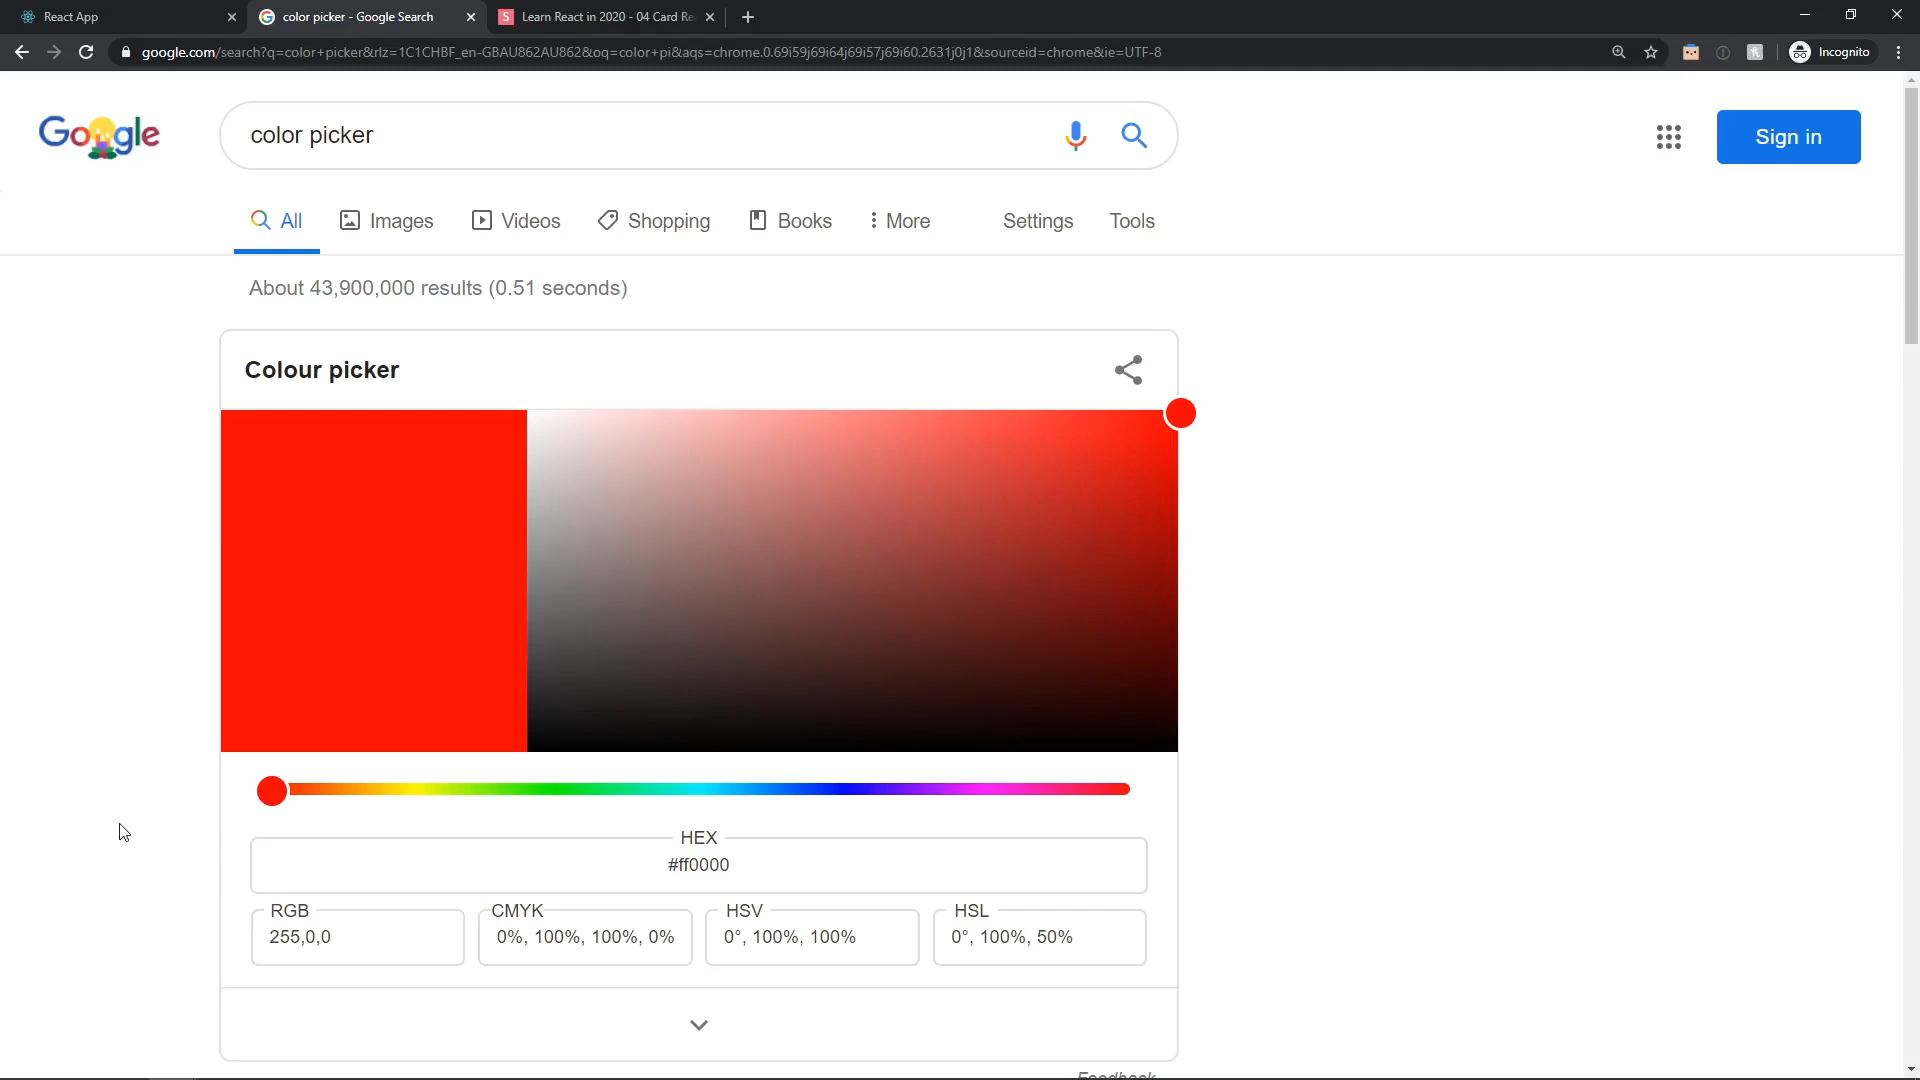 React App
color picker - Google Search
Learn React in 2020 - 04 Card Re
google.com/search?q=color+picker&rlz=1C1CHBF_en-GBAU862AU862&oq=color+pi&aqs=chrome.0.69i59j69i64j69i57j69i60.2631j0j1&sourceid=chrome&ie=UTF-8
Incognito
Google
color picker
Sign in
All Images Videos Shopping Books More Settings Tools
About 43,900,000 results (0.51 seconds)
Colour picker
HEX
#ff0000
RGB CMYK HSV HSL
255,0,0 0%, 100%, 100%, 0% 0°, 100%, 100% 0°, 100%, 50%
Feedback